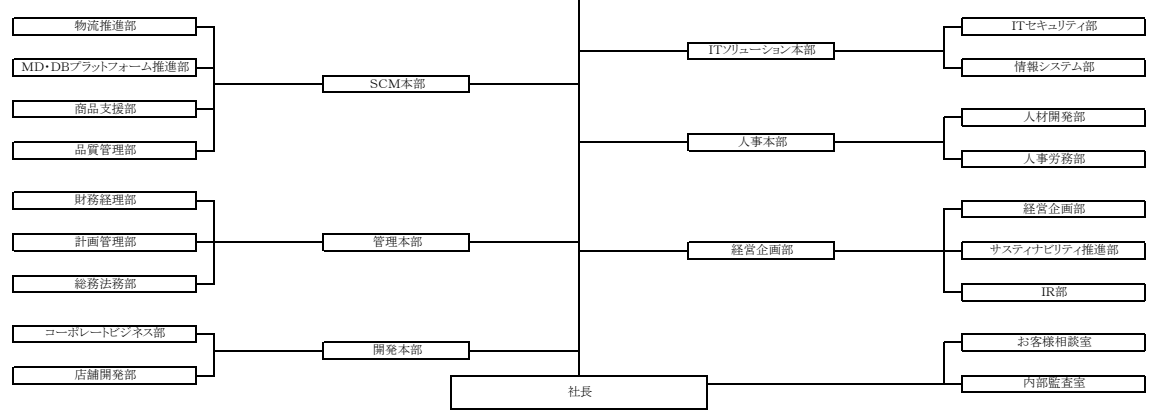 物流推進部
MD・DBプラットフォーム推進部
商品支援部
品質管理部
SCM本部
財務経理部
計画管理部
総務法務部
管理本部
コーポレートビジネス部
店舗開発部
開発本部
ITソリューション本部
ITセキュリティ部
情報システム部
人事本部
人材開発部
人事労務部
経営企画部
経営企画部
サスティナビリティ推進部
IR部
お客様相談室
内部監査室
社長